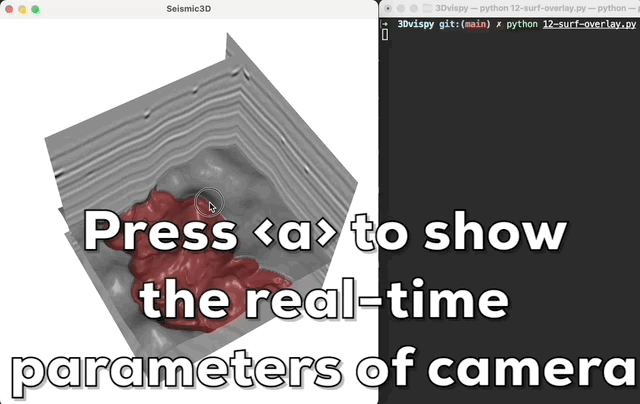 Seismic3D
3Dvispy — python 12-surf-overlay.py — python —
→ 3Dvispy git:(main) ✗ python 12-surf-overlay.py
Press <a> to show
the real-time
parameters of camera